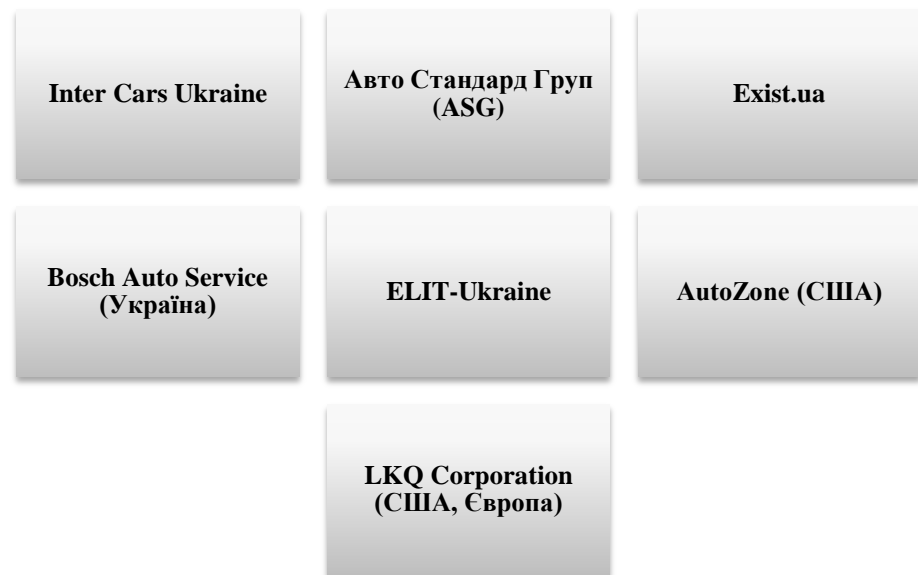 Inter Cars Ukraine
Авто Стандард Груп
(ASG)
Exist.ua
Bosch Auto Service
(Україна)
ELIT-Ukraine
AutoZone (США)
LKQ Corporation
(США, Європа)